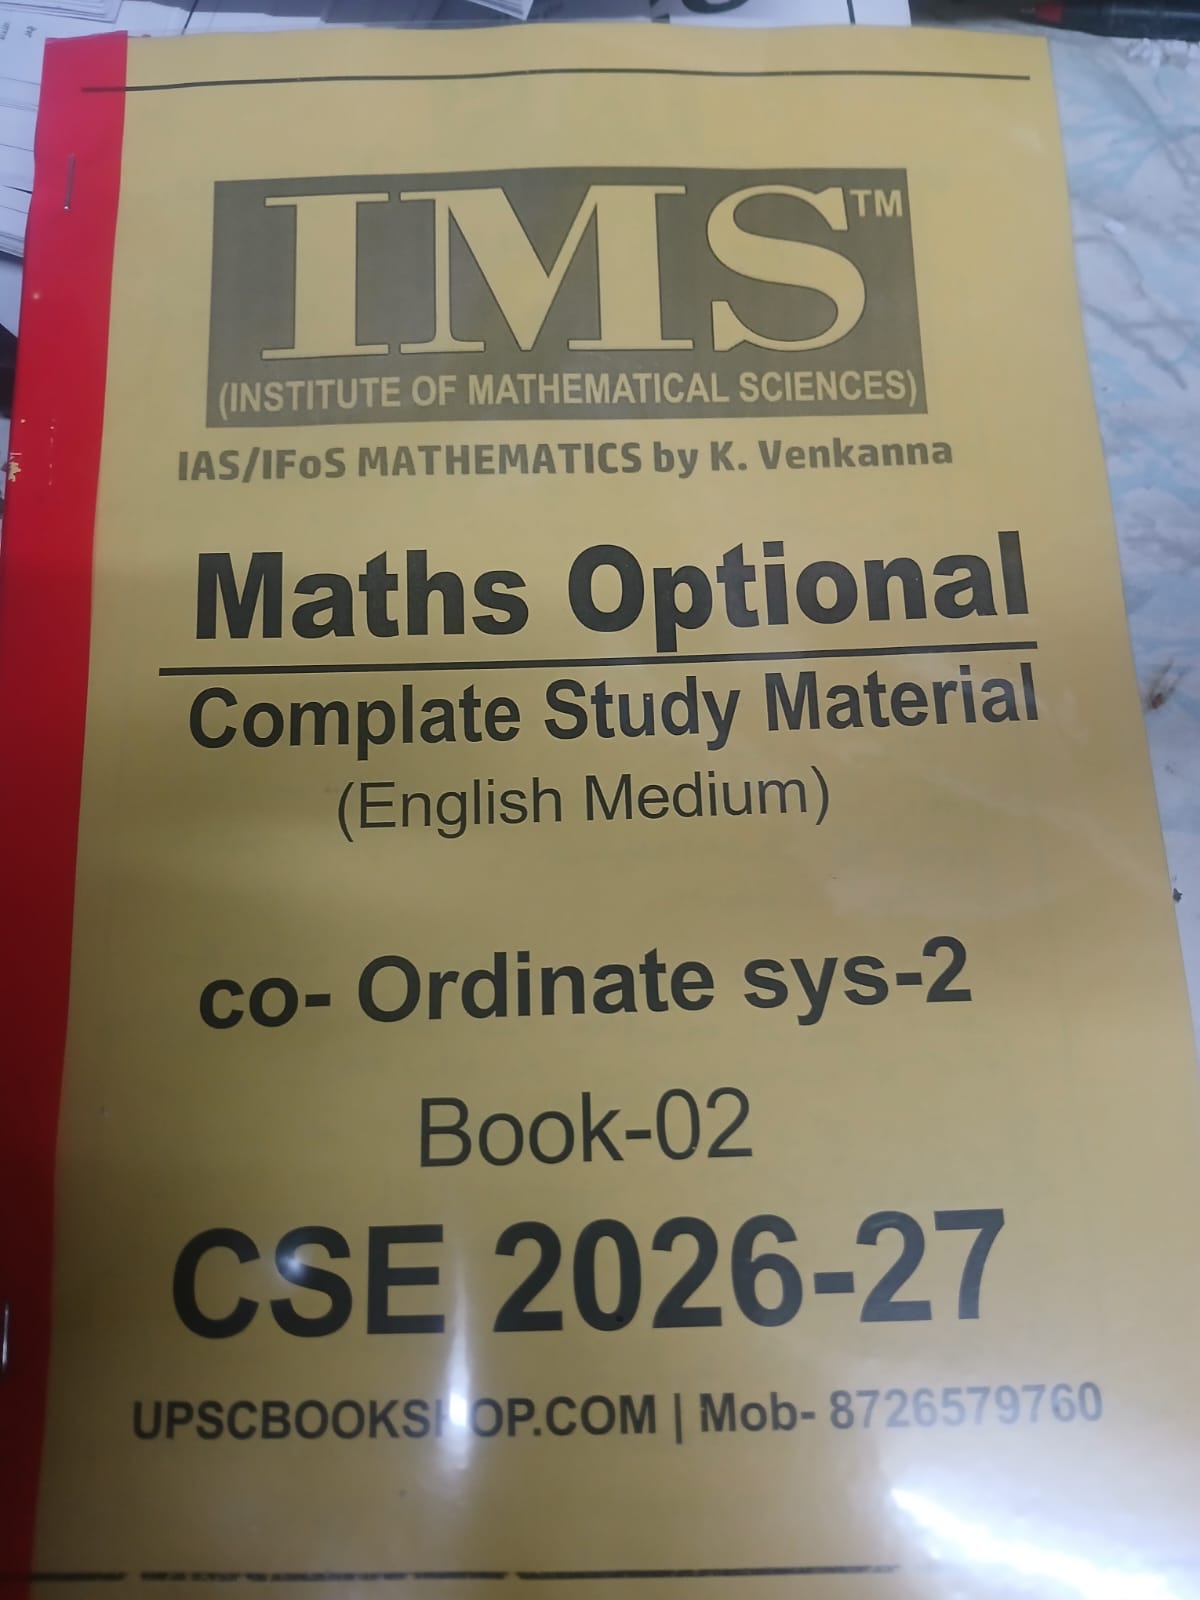 IMS™
(INSTITUTE OF MATHEMATICAL SCIENCES)
IAS/IFoS MATHEMATICS by K. Venkanna
Maths Optional
Complate Study Material
(English Medium)
co- Ordinate sys-2
Book-02
CSE 2026-27
UPSCBOOKSHOP.COM | Mob- 8726579760